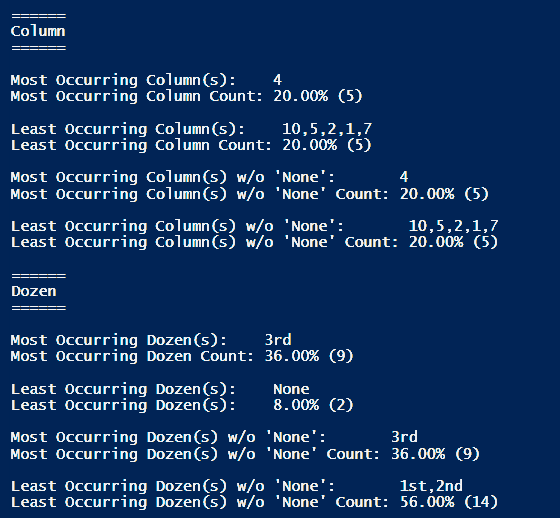 ======
Column
======
Most Occurring Column(s):    4
Most Occurring Column Count: 20.00% (5)
Least Occurring Column(s):    10,5,2,1,7
Least Occurring Column Count: 20.00% (5)
Most Occurring Column(s) w/o 'None':       4
Most Occurring Column(s) w/o 'None' Count: 20.00% (5)
Least Occurring Column(s) w/o 'None':       10,5,2,1,7
Least Occurring Column(s) w/o 'None' Count: 20.00% (5)
======
Dozen
======
Most Occurring Dozen(s):    3rd
Most Occurring Dozen Count: 36.00% (9)
Least Occurring Dozen(s):    None
Least Occurring Dozen(s):    8.00% (2)
Most Occurring Dozen(s) w/o 'None':       3rd
Most Occurring Dozen(s) w/o 'None' Count: 36.00% (9)
Least Occurring Dozen(s) w/o 'None':       1st,2nd
Least Occurring Dozen(s) w/o 'None' Count: 56.00% (14)